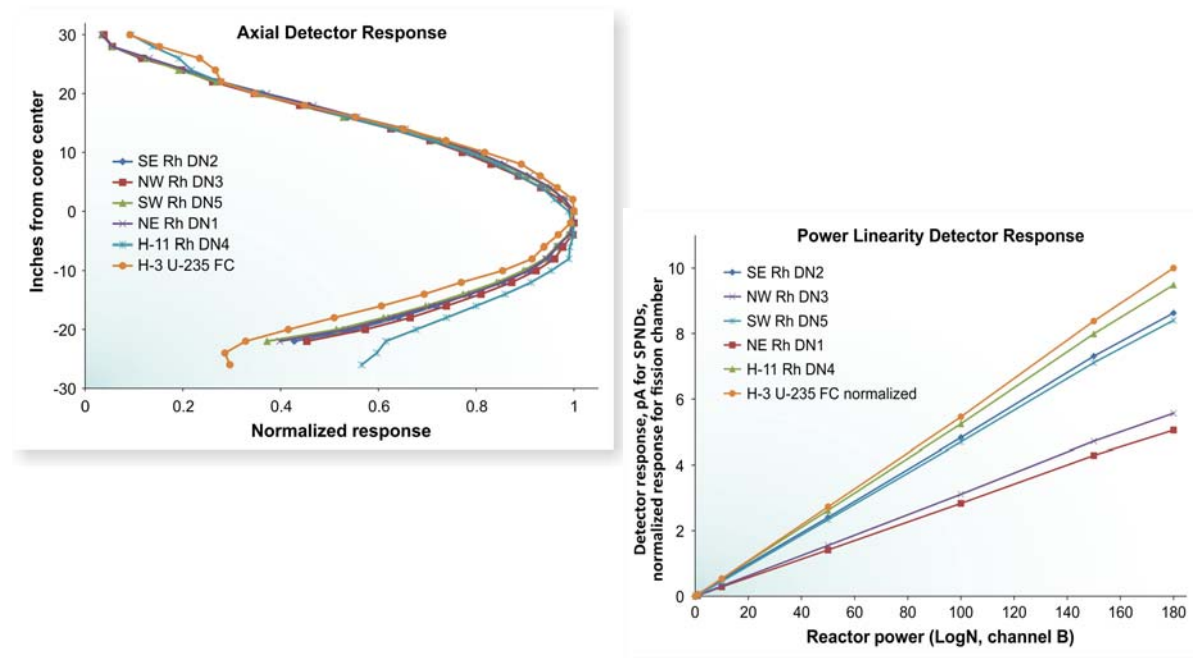 Axial Detector Response
30
20
10
0
-10
-20
-30
Inches from core center
SE Rh DN2
NW Rh DN3
SW Rh DN5
NE Rh DN1
H-11 Rh DN4
H-3 U-235 FC
0 0.2 0.4 0.6 0.8 1
Normalized response
Power Linearity Detector Response
10
8
6
4
2
0
Detector response, pA for SPNDs,
normalized response for fission chamber
SE Rh DN2
NW Rh DN3
SW Rh DN5
NE Rh DN1
H-11 Rh DN4
H-3 U-235 FC normalized
0 20 40 60 80 100 120 140 160 180
Reactor power (LogN, channel B)